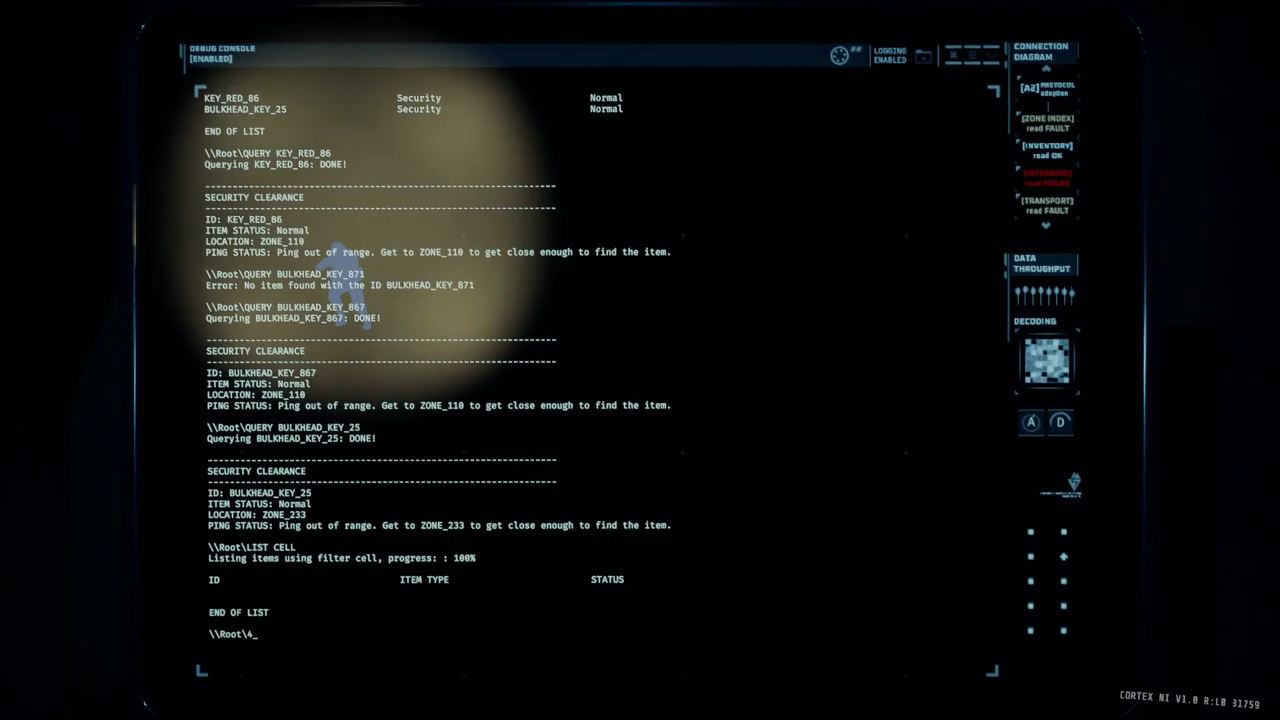 DEBUG CONSOLE
[ENABLED]
LOGGING
ENABLED
KEY_RED_86 Security Normal
BULKHEAD_KEY_25 Security Normal
END OF LIST
\\Root\QUERY KEY_RED_86
Querying KEY_RED_86: DONE!
----------------------------------------------------------------
SECURITY CLEARANCE
----------------------------------------------------------------
ID: KEY_RED_86
ITEM STATUS: Normal
LOCATION: ZONE_110
PING STATUS: Ping out of range. Get to ZONE_110 to get close enough to find the item.
\\Root\QUERY BULKHEAD_KEY_871
Error: No item found with the ID BULKHEAD_KEY_871
\\Root\QUERY BULKHEAD_KEY_867
Querying BULKHEAD_KEY_867: DONE!
----------------------------------------------------------------
SECURITY CLEARANCE
----------------------------------------------------------------
ID: BULKHEAD_KEY_867
ITEM STATUS: Normal
LOCATION: ZONE_110
PING STATUS: Ping out of range. Get to ZONE_110 to get close enough to find the item.
\\Root\QUERY BULKHEAD_KEY_25
Querying BULKHEAD_KEY_25: DONE!
----------------------------------------------------------------
SECURITY CLEARANCE
----------------------------------------------------------------
ID: BULKHEAD_KEY_25
ITEM STATUS: Normal
LOCATION: ZONE_233
PING STATUS: Ping out of range. Get to ZONE_233 to get close enough to find the item.
\\Root\LIST CELL
Listing items using filter cell, progress: : 100%
ID ITEM TYPE STATUS
END OF LIST
\\Root\4_
CONNECTION
DIAGRAM
[A2] PROTOCOL
adaption
[ZONE INDEX]
read FAULT
[INVENTORY]
read OK
read FAILED
[TRANSPORT]
read FAULT
DATA
THROUGHPUT
DECODING
A D
CORTEX NI V1.0 R:L0 31759